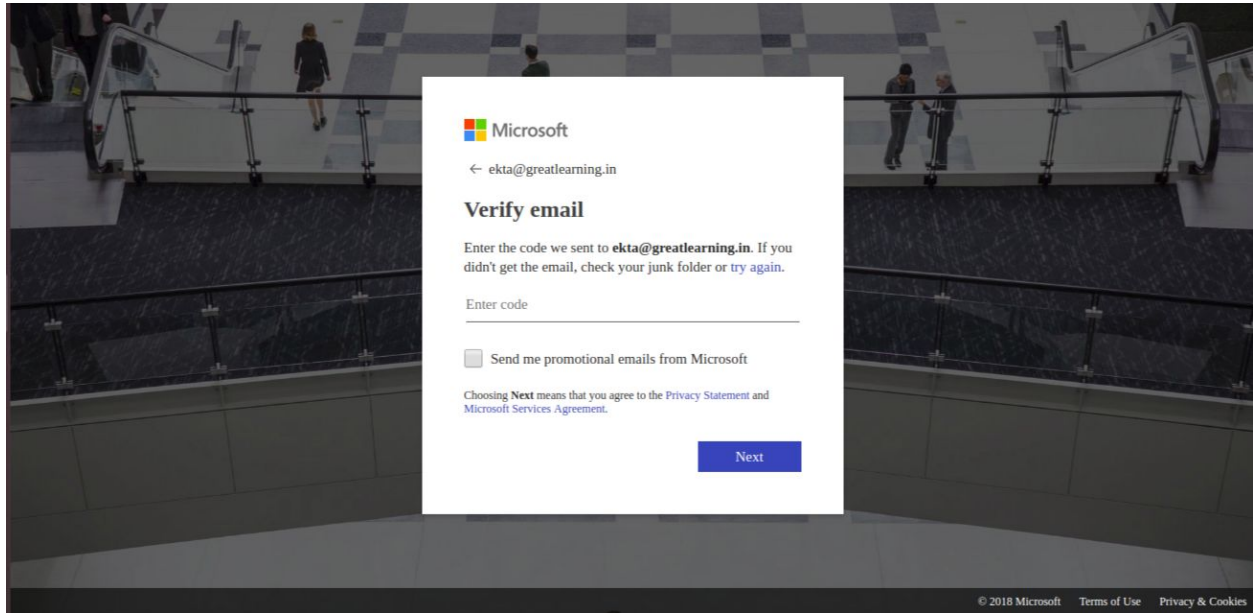 Microsoft
← ekta@greatlearning.in
Verify email
Enter the code we sent to ekta@greatlearning.in. If you
didn't get the email, check your junk folder or try again.
Enter code
Send me promotional emails from Microsoft
Choosing Next means that you agree to the Privacy Statement and
Microsoft Services Agreement.
Next
© 2018 Microsoft Terms of Use Privacy & Cookies